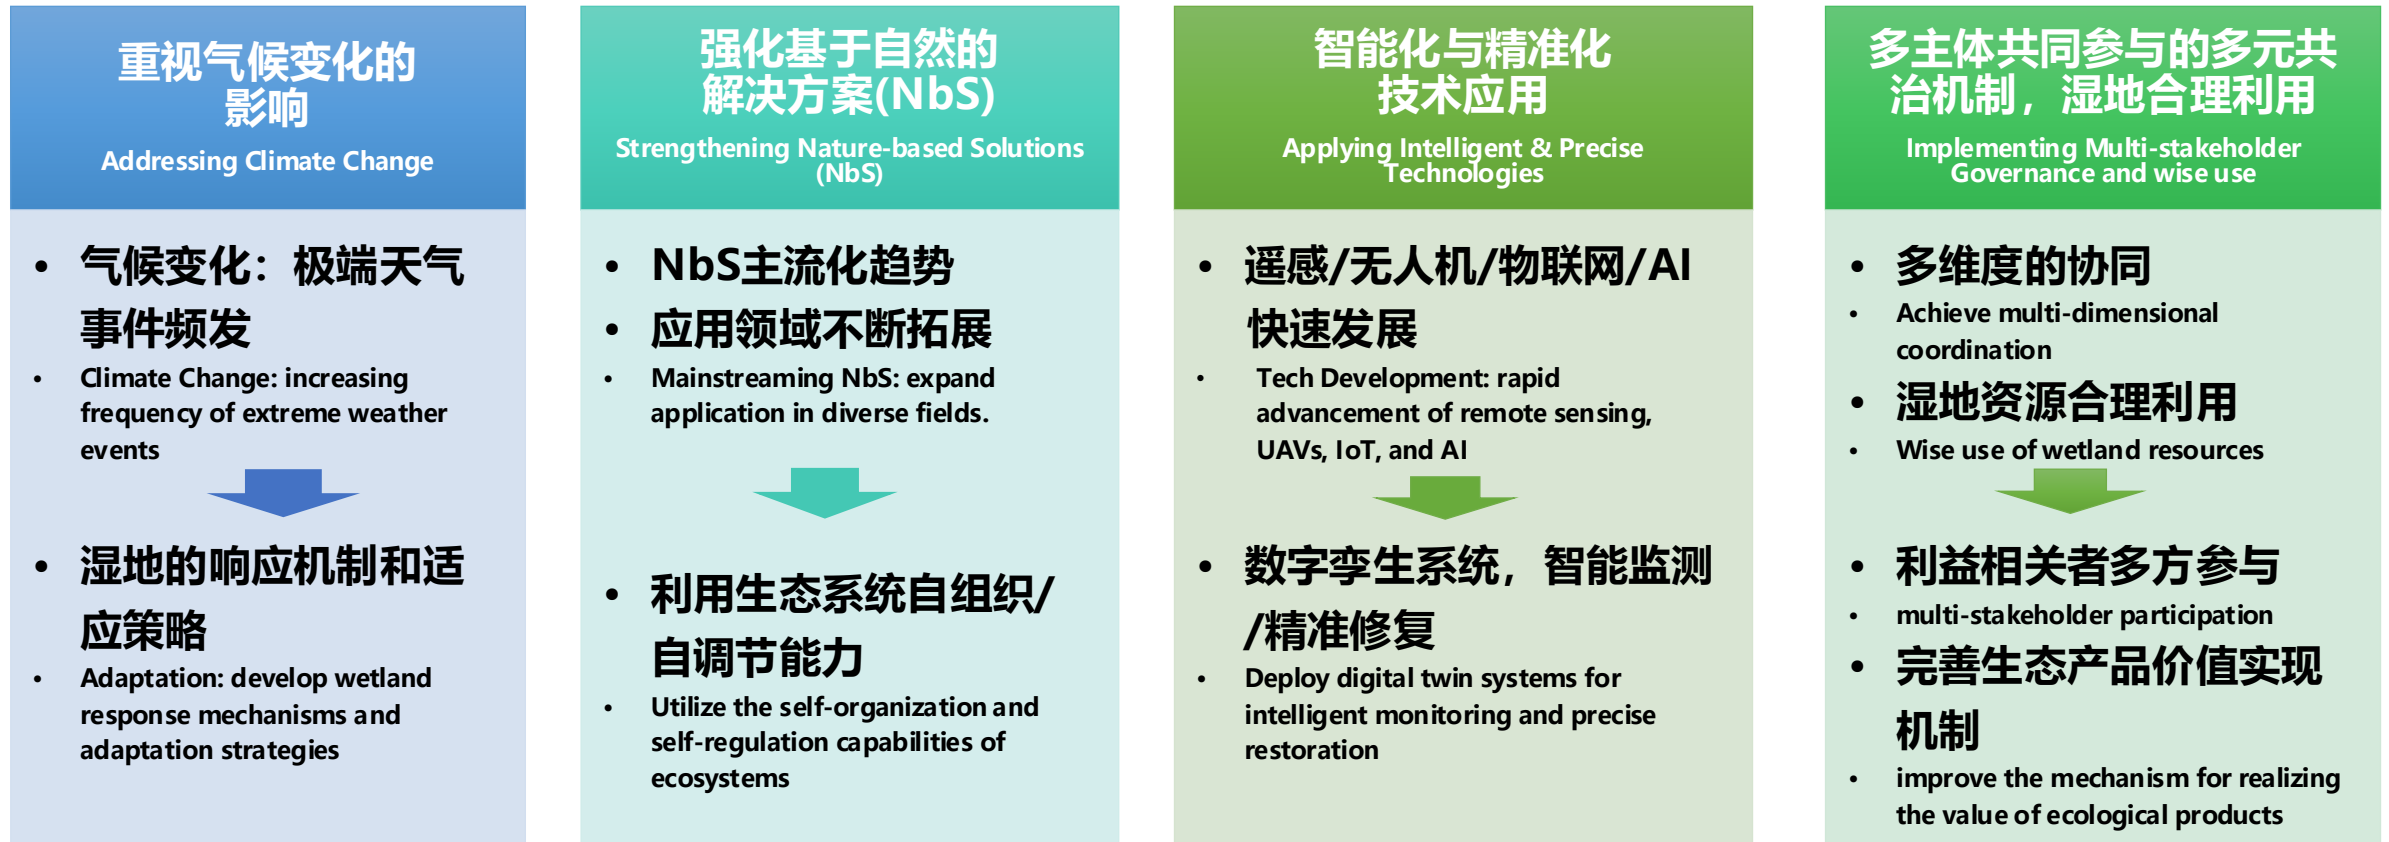 重视气候变化的
影响
Addressing Climate Change
• 气候变化：极端天气
事件频发
• Climate Change: increasing
frequency of extreme weather
events
• 湿地的响应机制和适
应策略
• Adaptation: develop wetland
response mechanisms and
adaptation strategies
强化基于自然的
解决方案(NbS)
Strengthening Nature-based Solutions
(NbS)
• NbS主流化趋势
• 应用领域不断拓展
• Mainstreaming NbS: expand
application in diverse fields.
• 利用生态系统自组织/
自调节能力
• Utilize the self-organization and
self-regulation capabilities of
ecosystems
智能化与精准化
技术应用
Applying Intelligent & Precise
Technologies
• 遥感/无人机/物联网/AI
快速发展
• Tech Development: rapid
advancement of remote sensing,
UAVs, IoT, and AI
• 数字孪生系统，智能监测
/精准修复
• Deploy digital twin systems for
intelligent monitoring and precise
restoration
多主体共同参与的多元共
治机制，湿地合理利用
Implementing Multi-stakeholder
Governance and wise use
• 多维度的协同
• Achieve multi-dimensional
coordination
• 湿地资源合理利用
• Wise use of wetland resources
• 利益相关者多方参与
• multi-stakeholder participation
• 完善生态产品价值实现
机制
• improve the mechanism for realizing
the value of ecological products